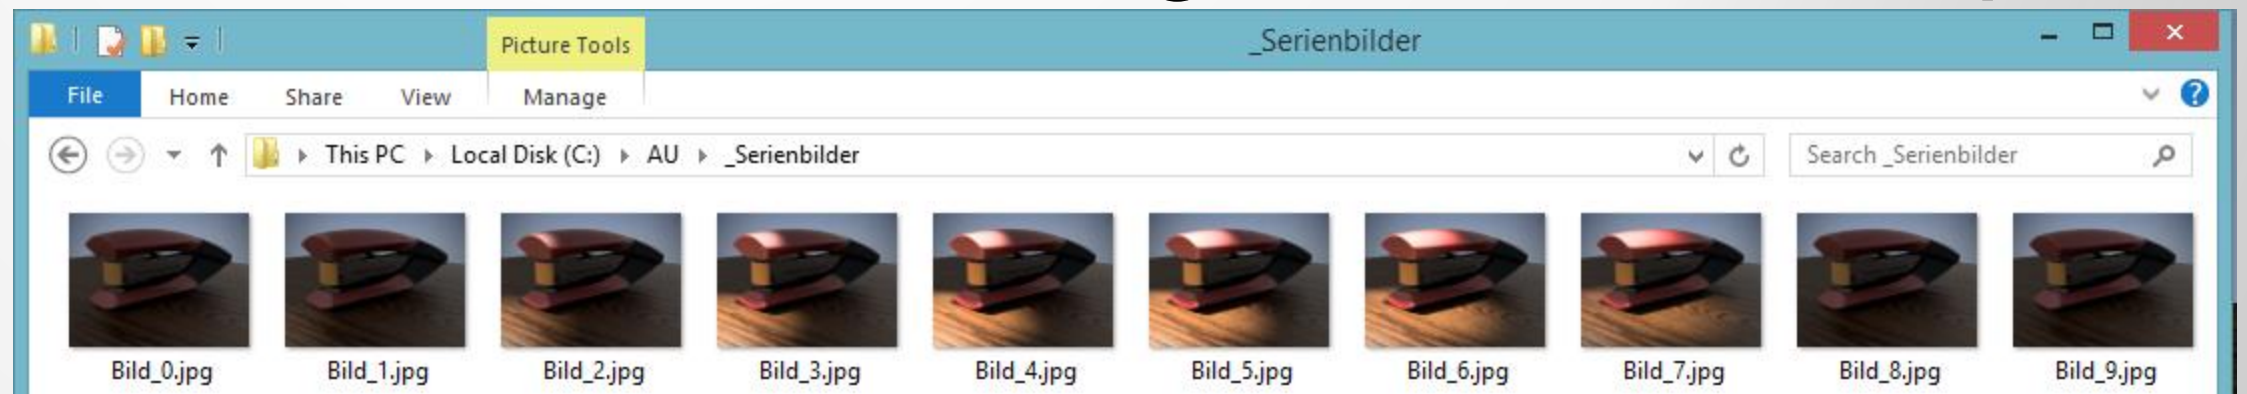 Picture Tools
_Serienbilder
File Home Share View Manage
This PC Local Disk (C:) AU _Serienbilder
Search _Serienbilder
Bild_0.jpg Bild_1.jpg Bild_2.jpg Bild_3.jpg Bild_4.jpg Bild_5.jpg Bild_6.jpg Bild_7.jpg Bild_8.jpg Bild_9.jpg